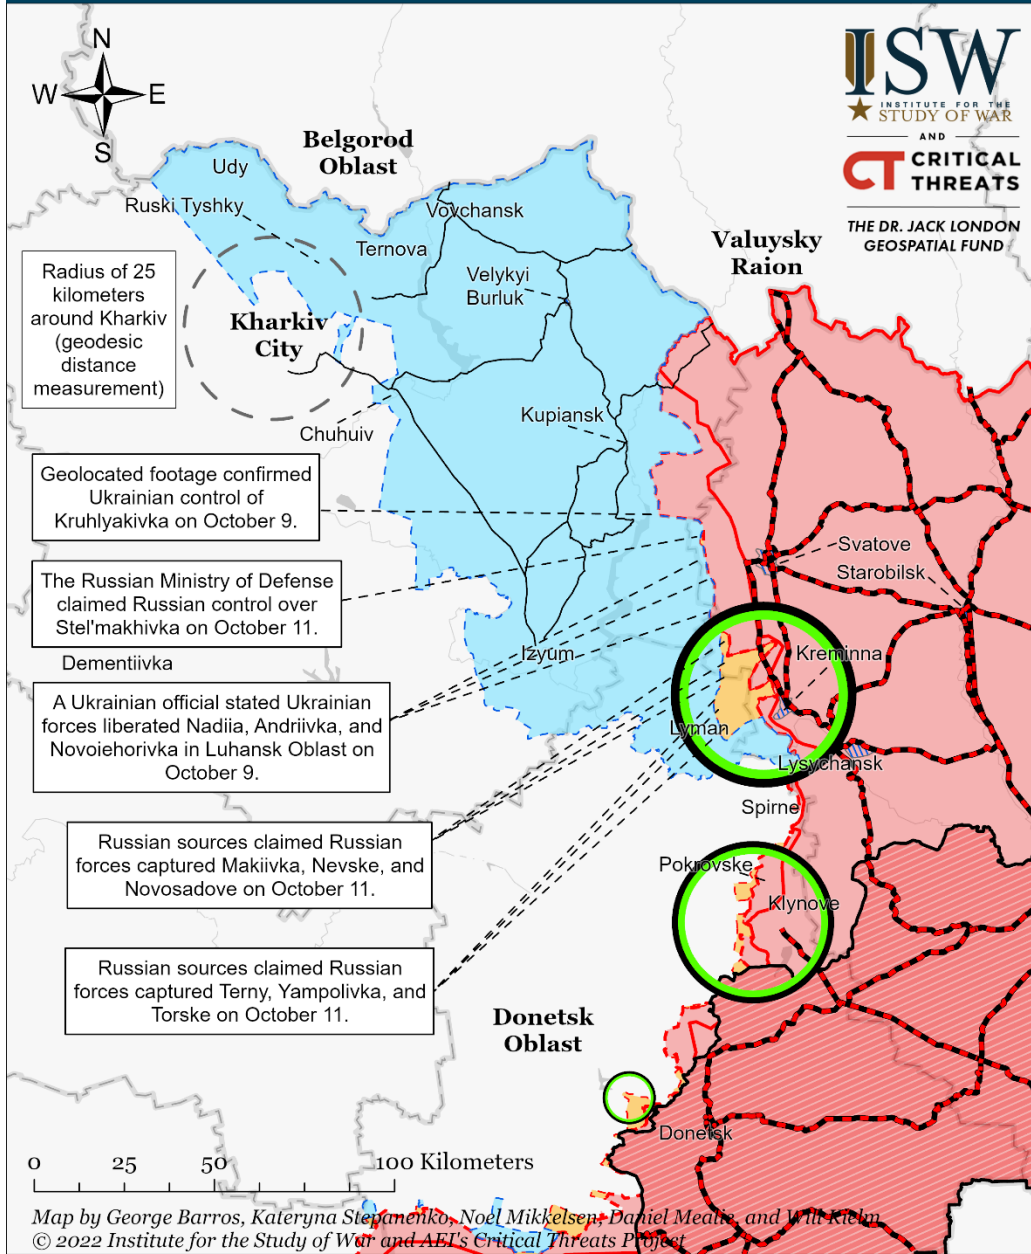 N
W
E
S
ISW
INSTITUTE FOR THE
STUDY OF WAR
AND
CT CRITICAL
THREATS
THE DR. JACK LONDON
GEOSPATIAL FUND
Belgorod
Oblast
Udy
Ruski Tyshky
Vovchansk
Ternova
Valuysky
Raion
Velykyi
Burluk
Radius of 25
kilometers
around Kharkiv
(geodesic
distance
measurement)
Kharkiv
City
Kupiansk
Chuhuiv
Geolocated footage confirmed
Ukrainian control of
Kruhlyakivka on October 9.
Svatove
Starobilsk
The Russian Ministry of Defense
claimed Russian control over
Stel'makhivka on October 11.
Izyum
Kreminna
Dementiivka
A Ukrainian official stated Ukrainian
forces liberated Nadiia, Andriivka, and
Novoiehorivka in Luhansk Oblast on
October 9.
Lyman
Lysychansk
Spirne
Russian sources claimed Russian
forces captured Makiivka, Nevske, and
Novosadove on October 11.
Pokrovske
Klynove
Russian sources claimed Russian
forces captured Terny, Yampolivka, and
Torske on October 11.
Donetsk
Oblast
Donetsk
0 25 50 100 Kilometers
Map by George Barros, Kateryna Stepanenko, Noel Mikkelsen, Daniel Mealie, and Will Kielm
© 2022 Institute for the Study of War and AEI's Critical Threats Project